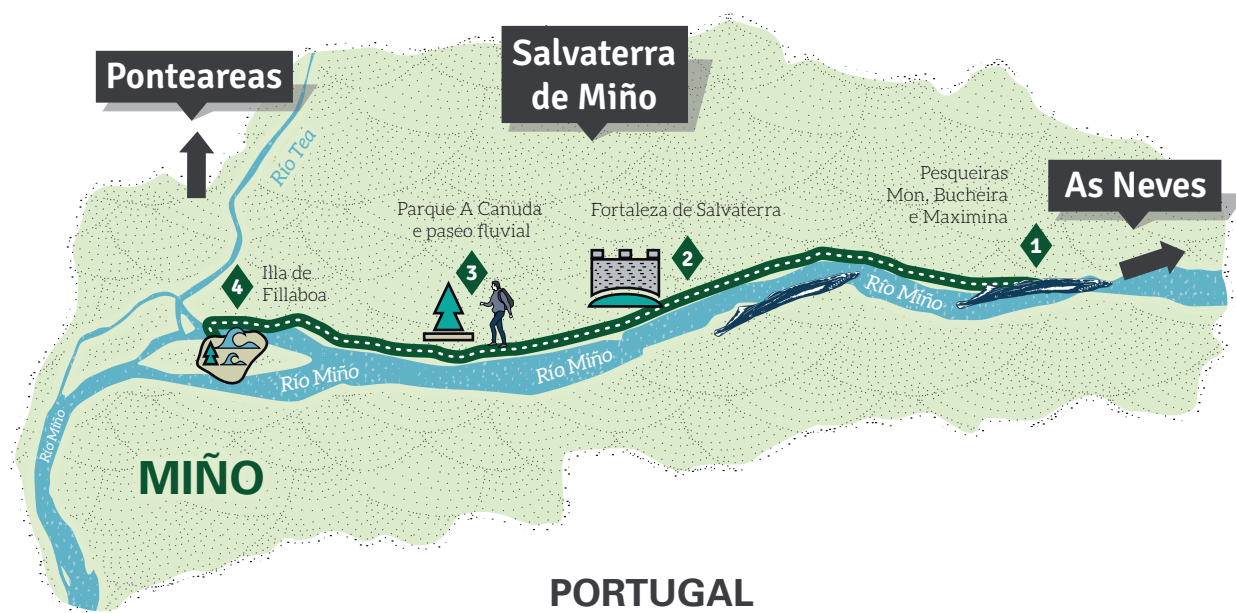 Ponteareas
Salvaterra
de Miño
As Neves
Río Tea
Pesqueiras
Mon, Bucheira
e Maximina
1
Fortaleza de Salvaterra
2
Parque A Canuda
e paseo fluvial
3
4
Illa de
Fillaboa
Río Miño
Río Miño
Río Miño
Río Miño
MIÑO
PORTUGAL